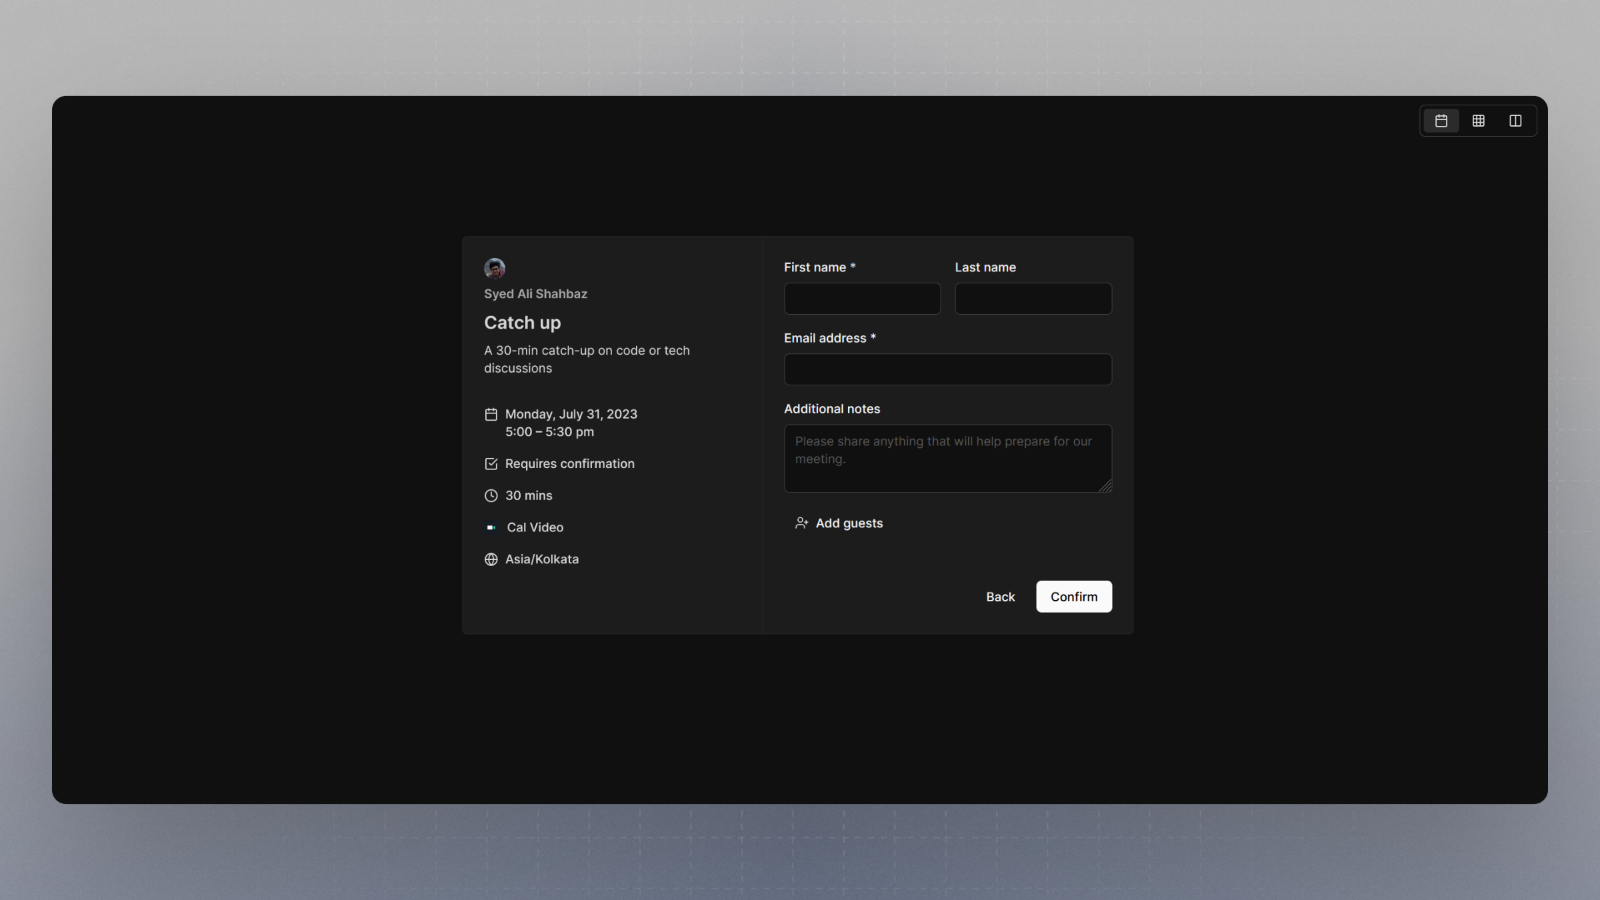 Syed Ali Shahbaz
Catch up
A 30-min catch-up on code or tech
discussions
Monday, July 31, 2023
5:00 – 5:30 pm
Requires confirmation
30 mins
Cal Video
Asia/Kolkata
First name *
Last name
Email address *
Additional notes
Please share anything that will help prepare for our
meeting.
Add guests
Back
Confirm